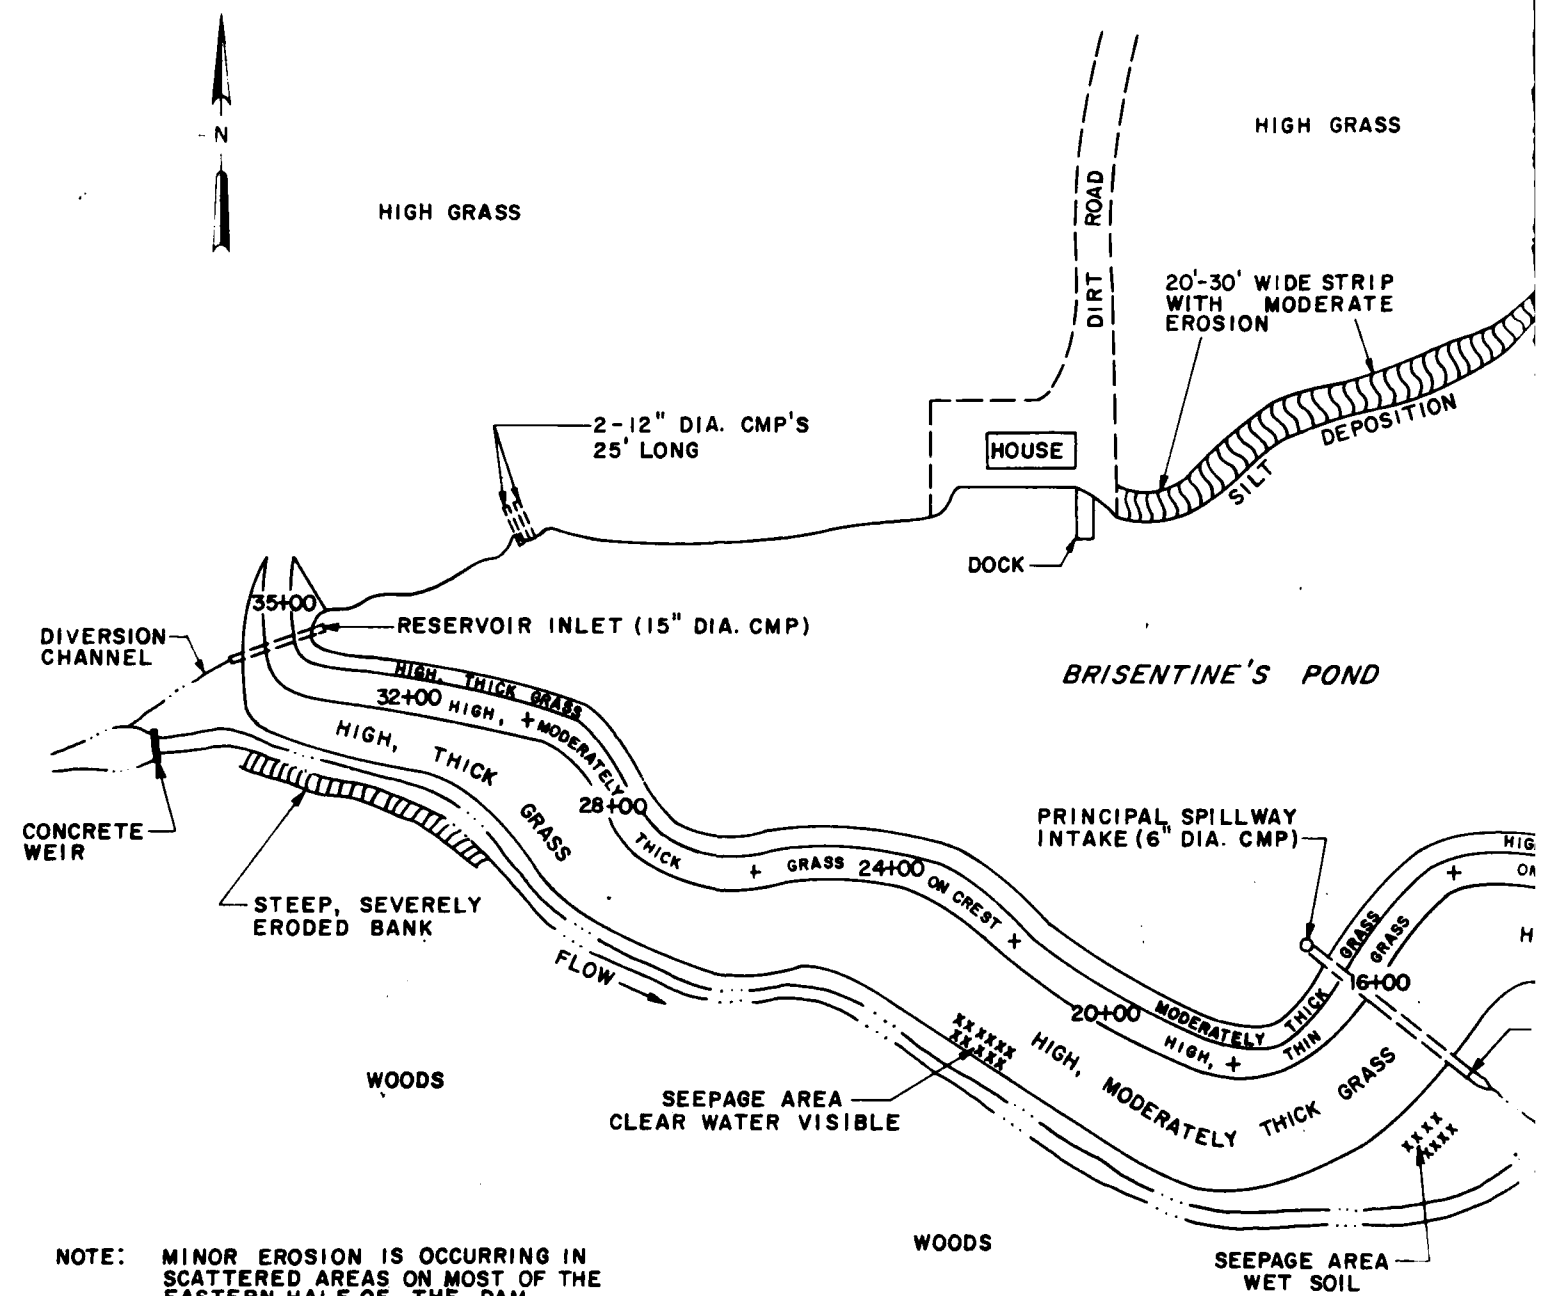 N
HIGH GRASS
HIGH GRASS
DIRT ROAD
20'-30' WIDE STRIP
WITH MODERATE
EROSION
SILT DEPOSITION
2-12" DIA. CMP'S
25' LONG
HOUSE
DOCK
35+00
RESERVOIR INLET (15" DIA. CMP)
DIVERSION
CHANNEL
BRISENTINE'S POND
HIGH, THICK GRASS
32+00
HIGH, MODERATELY THICK GRASS ON CREST
HIGH, THICK GRASS
28+00
24+00
CONCRETE
WEIR
PRINCIPAL SPILLWAY
INTAKE (6" DIA. CMP)
STEEP, SEVERELY
ERODED BANK
FLOW
MODERATELY THICK GRASS
16+00
20+00
HIGH, THIN GRASS
HIGH, MODERATELY THICK GRASS
WOODS
SEEPAGE AREA
CLEAR WATER VISIBLE
WOODS
SEEPAGE AREA
WET SOIL
NOTE: MINOR EROSION IS OCCURRING IN
SCATTERED AREAS ON MOST OF THE
EASTERN HALF OF THE DAM